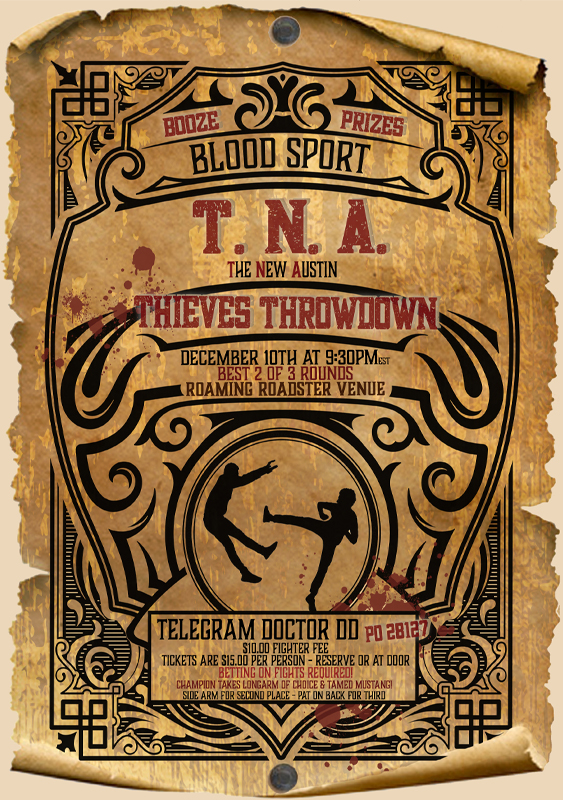 BOOZE PRIZES
BLOOD SPORT
T. N. A.
THE NEW AUSTIN
THIEVES THROWDOWN
DECEMBER 10TH AT 9:30PM EST
BEST 2 OF 3 ROUNDS
ROAMING ROADSTER VENUE
TELEGRAM DOCTOR DD PO 28127
$10.00 FIGHTER FEE
TICKETS ARE $15.00 PER PERSON - RESERVE OR AT DOOR
BETTING ON FIGHTS REQUIRED!
CHAMPION TAKES LONGARM OF CHOICE & TAMED MUSTANG!
SIDE ARM FOR SECOND PLACE - PAT ON BACK FOR THIRD